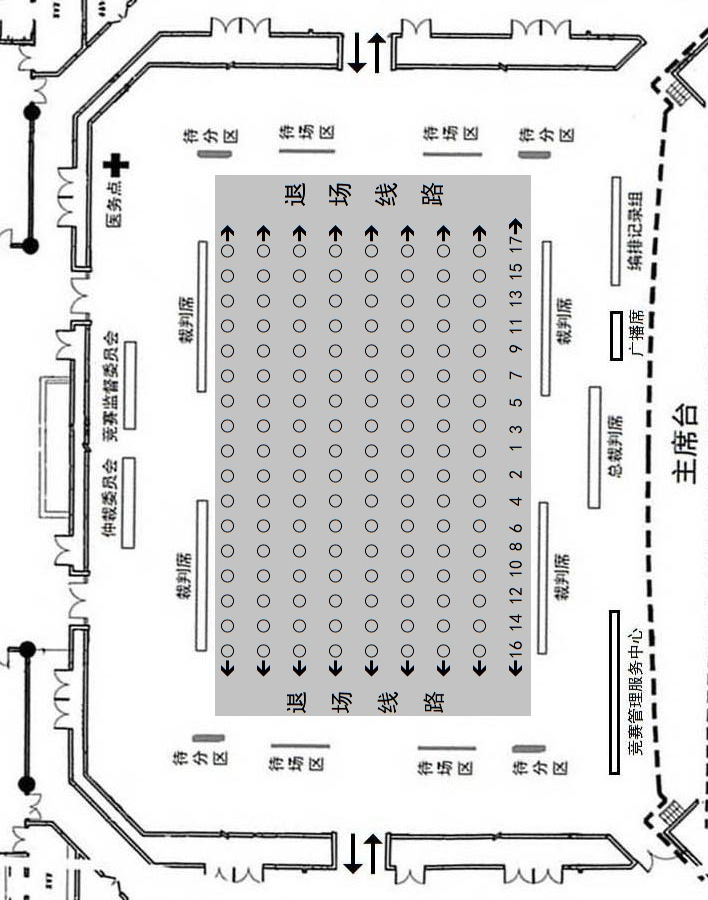 待分区
待场区
待场区
待分区
医务点
退场线路
编排记录组
裁判席
裁判席
广播席
竞赛监督委员会
仲裁委员会
总裁判席
主席台
17 15 13 11 9 7 5 3 1 2 4 6 8 10 12 14 16
裁判席
裁判席
竞赛管理服务中心
退场线路
待分区
待场区
待场区
待分区